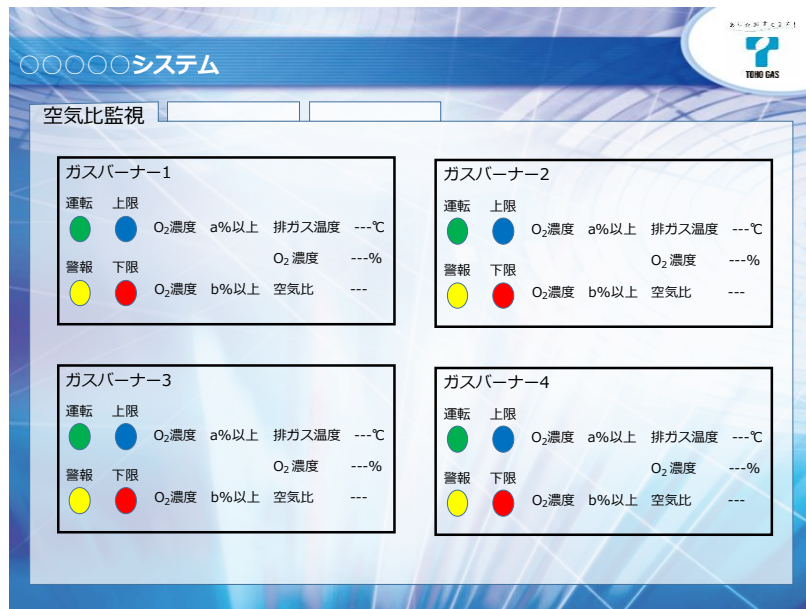 ○○○○○システム
TOHO GAS
空気比監視
ガスバーナー1
運転 上限
O₂濃度 a%以上 排ガス温度 ---℃
O₂濃度 ---%
警報 下限
O₂濃度 b%以上 空気比 ---
ガスバーナー2
運転 上限
O₂濃度 a%以上 排ガス温度 ---℃
O₂濃度 ---%
警報 下限
O₂濃度 b%以上 空気比 ---
ガスバーナー3
運転 上限
O₂濃度 a%以上 排ガス温度 ---℃
O₂濃度 ---%
警報 下限
O₂濃度 b%以上 空気比 ---
ガスバーナー4
運転 上限
O₂濃度 a%以上 排ガス温度 ---℃
O₂濃度 ---%
警報 下限
O₂濃度 b%以上 空気比 ---